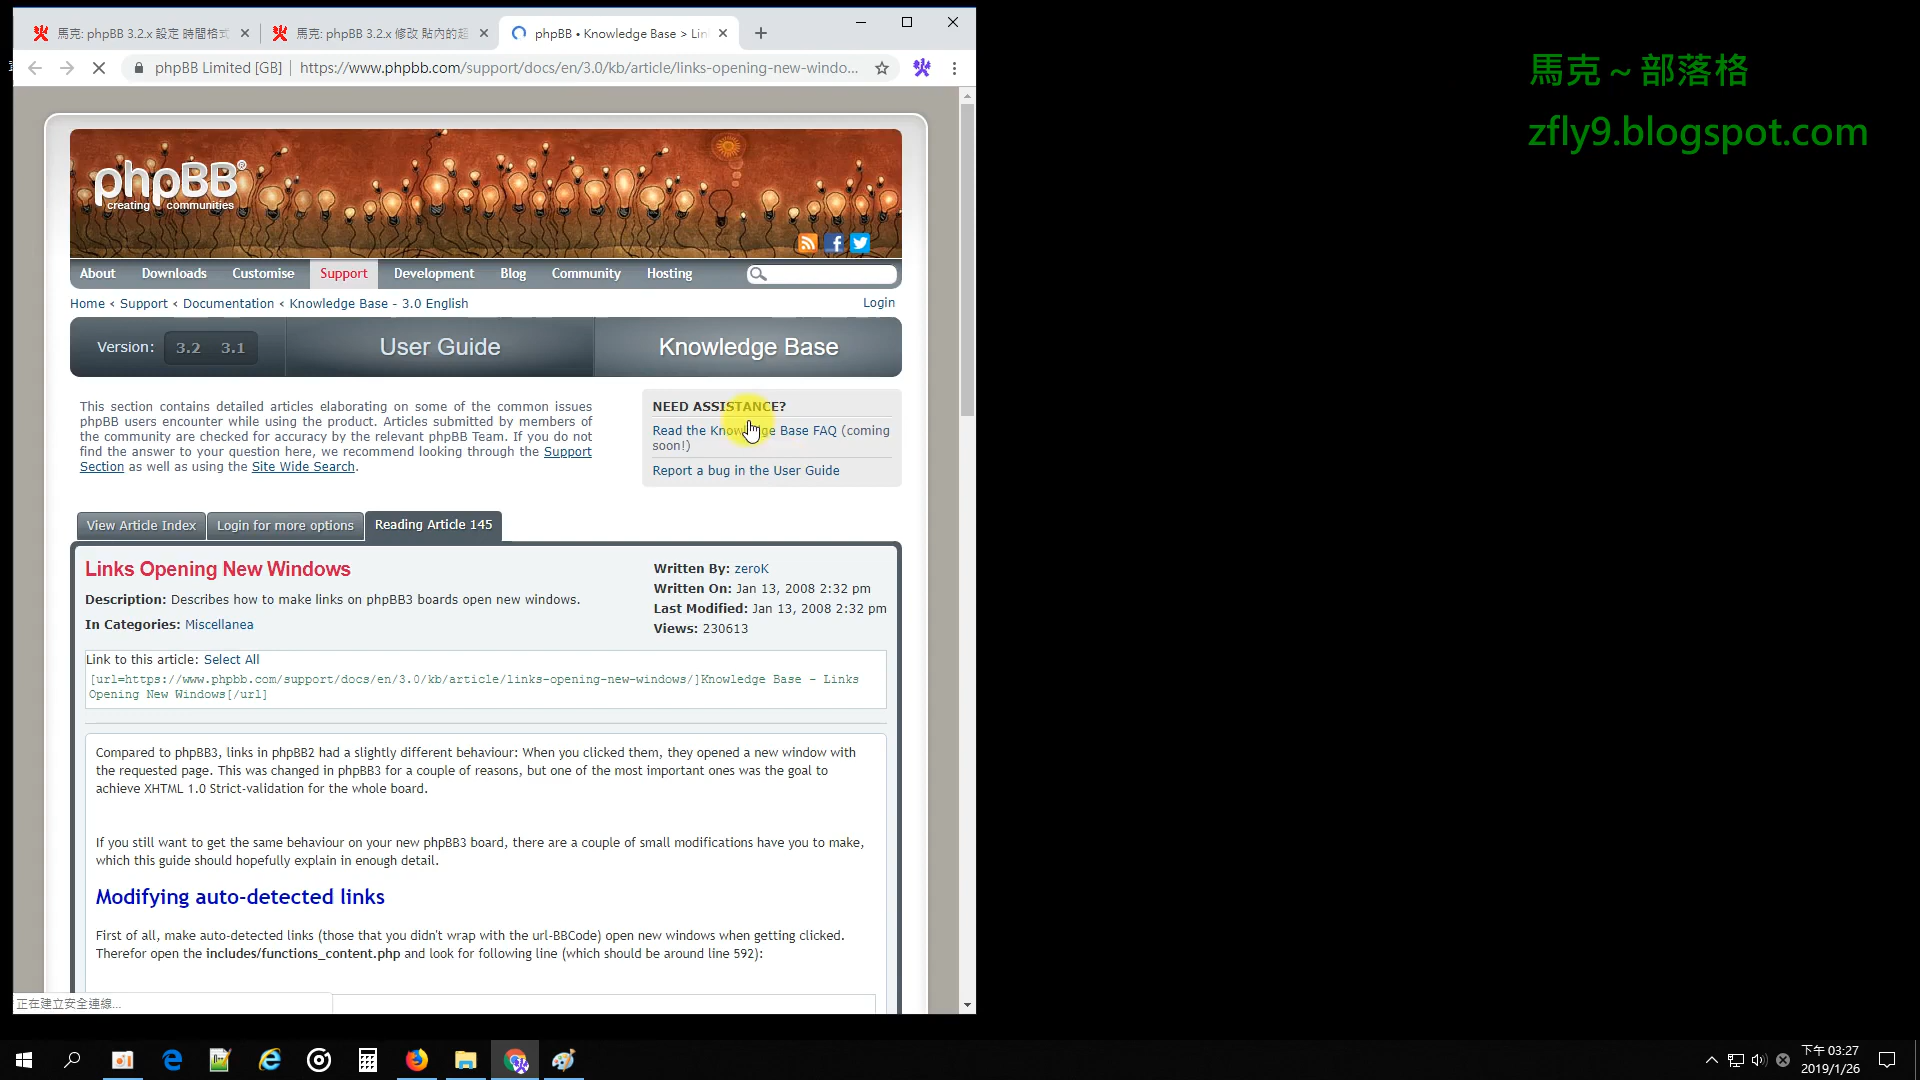 馬克: phpBB 3.2.x 設定 時間格式
馬克: phpBB 3.2.x 修改 貼內的超
phpBB • Knowledge Base > Lin
phpBB Limited [GB] | https://www.phpbb.com/support/docs/en/3.0/kb/article/links-opening-new-windo...
馬克～部落格
zfly9.blogspot.com
phpBB®
creating communities
About Downloads Customise Support Development Blog Community Hosting
Home ‹ Support ‹ Documentation ‹ Knowledge Base - 3.0 English
Login
Version: 3.2 3.1 User Guide Knowledge Base
This section contains detailed articles elaborating on some of the common issues
phpBB users encounter while using the product. Articles submitted by members of
the community are checked for accuracy by the relevant phpBB Team. If you do not
find the answer to your question here, we recommend looking through the Support
Section as well as using the Site Wide Search.
NEED ASSISTANCE?
Read the Knowledge Base FAQ (coming
soon!)
Report a bug in the User Guide
View Article Index Login for more options Reading Article 145
Links Opening New Windows
Description: Describes how to make links on phpBB3 boards open new windows.
In Categories: Miscellanea
Written By: zeroK
Written On: Jan 13, 2008 2:32 pm
Last Modified: Jan 13, 2008 2:32 pm
Views: 230613
Link to this article: Select All
[url=https://www.phpbb.com/support/docs/en/3.0/kb/article/links-opening-new-windows/]Knowledge Base - Links
Opening New Windows[/url]
Compared to phpBB3, links in phpBB2 had a slightly different behaviour: When you clicked them, they opened a new window with
the requested page. This was changed in phpBB3 for a couple of reasons, but one of the most important ones was the goal to
achieve XHTML 1.0 Strict-validation for the whole board.
If you still want to get the same behaviour on your new phpBB3 board, there are a couple of small modifications have you to make,
which this guide should hopefully explain in enough detail.
Modifying auto-detected links
First of all, make auto-detected links (those that you didn't wrap with the url-BBCode) open new windows when getting clicked.
Therefor open the includes/functions_content.php and look for following line (which should be around line 592):
正在建立安全連線...
下午 03:27
2019/1/26